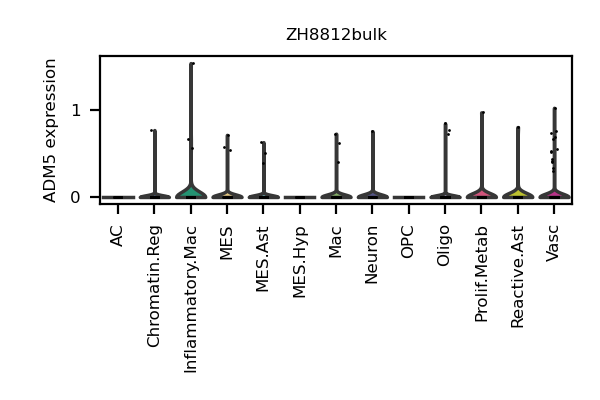 ZH8812bulk
ADM5 expression
1
0
AC
Chromatin.Reg
Inflammatory.Mac
MES
MES.Ast
MES.Hyp
Mac
Neuron
OPC
Oligo
Prolif.Metab
Reactive.Ast
Vasc